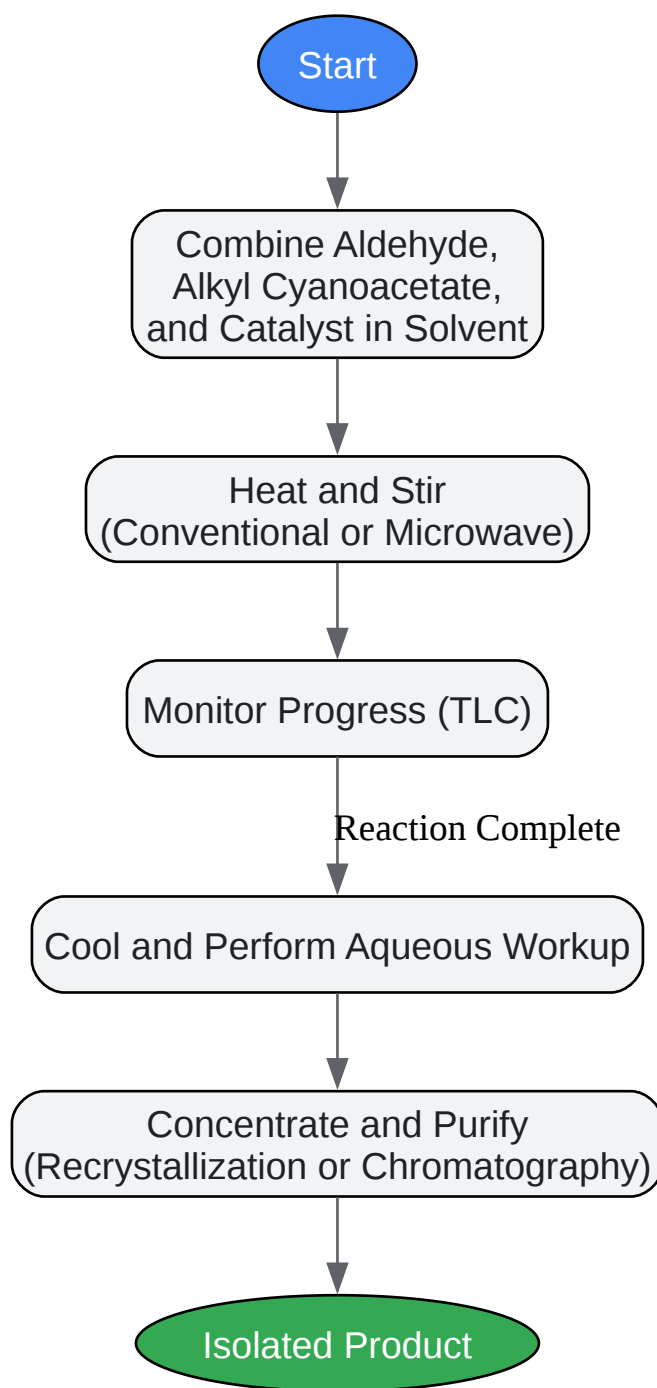 Start
Combine Aldehyde,
Alkyl Cyanoacetate,
and Catalyst in Solvent
Heat and Stir
(Conventional or Microwave)
Monitor Progress (TLC)
Reaction Complete
Cool and Perform Aqueous Workup
Concentrate and Purify
(Recrystallization or Chromatography)
Isolated Product